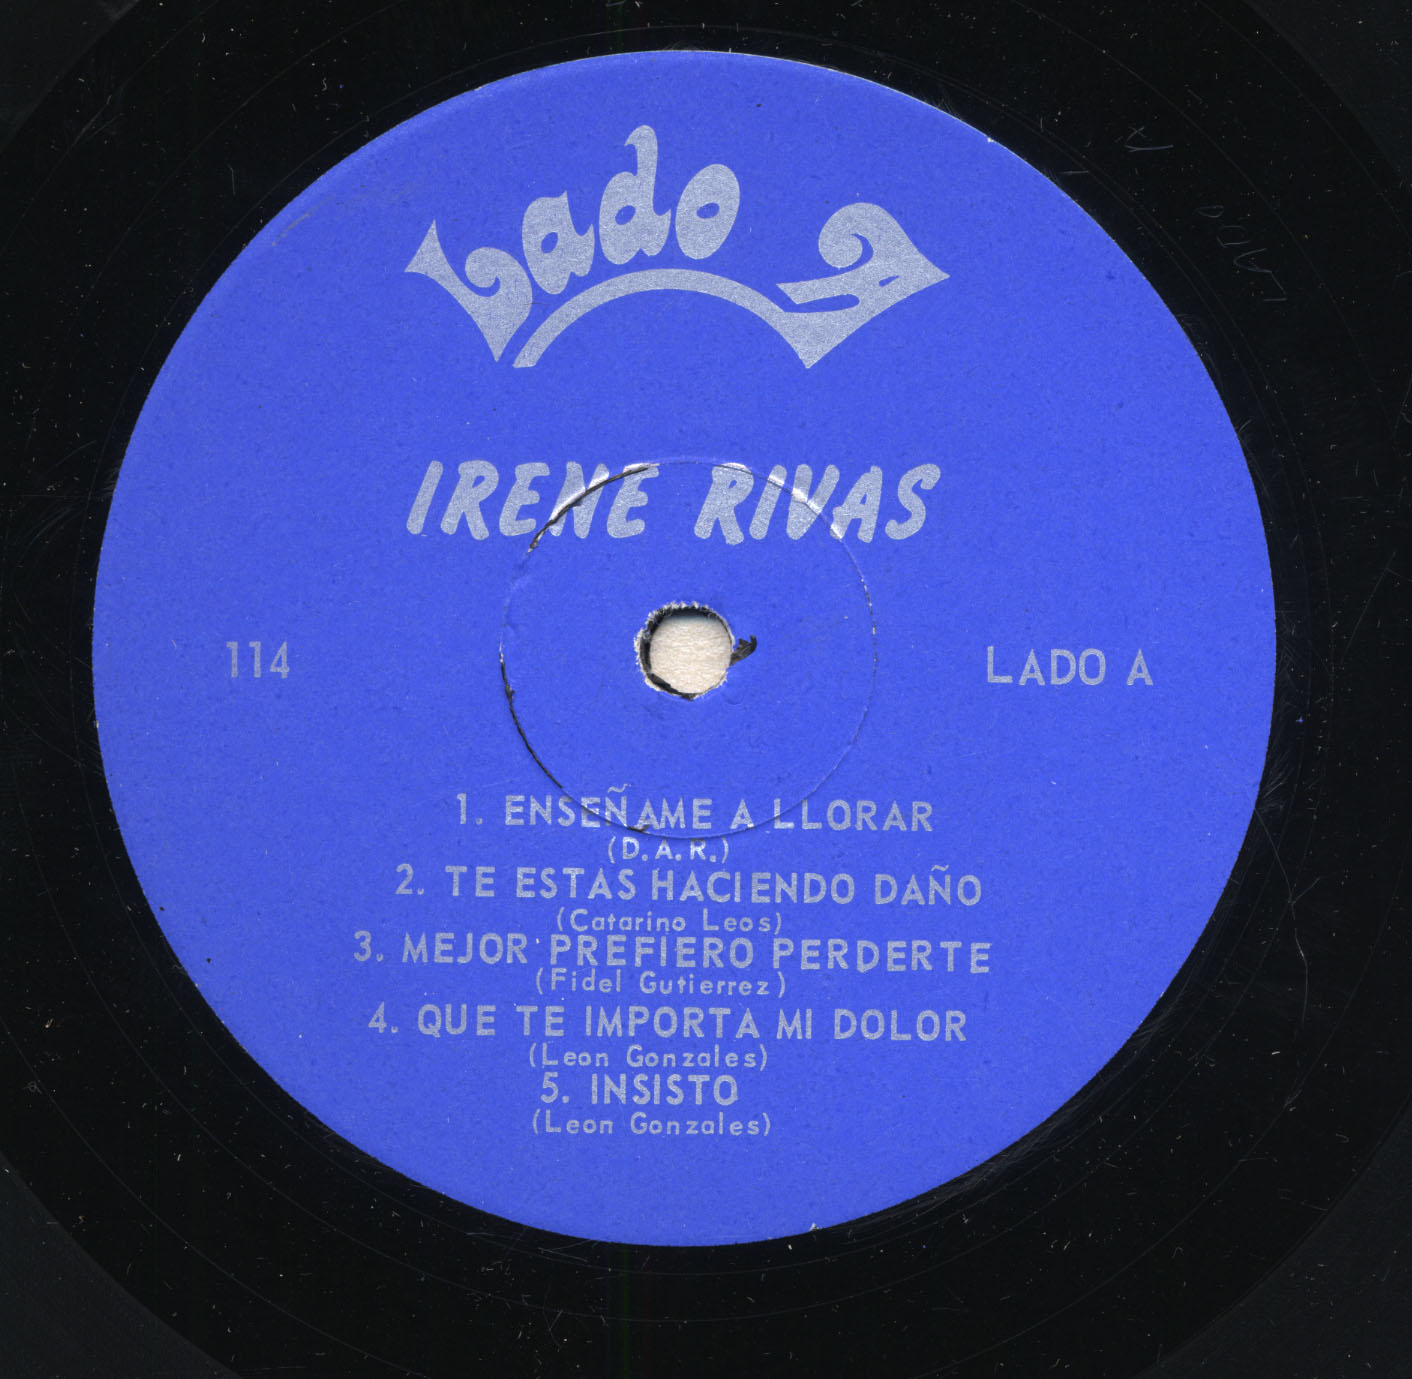 Lado A
IRENE RIVAS
114
LADO A
1. ENSEÑAME A LLORAR
(D.A.R.)
2. TE ESTAS HACIENDO DAÑO
(Catarino Leos)
3. MEJOR PREFIERO PERDERTE
(Fidel Gutierrez)
4. QUE TE IMPORTA MI DOLOR
(Leon Gonzales)
5. INSISTO
(Leon Gonzales)